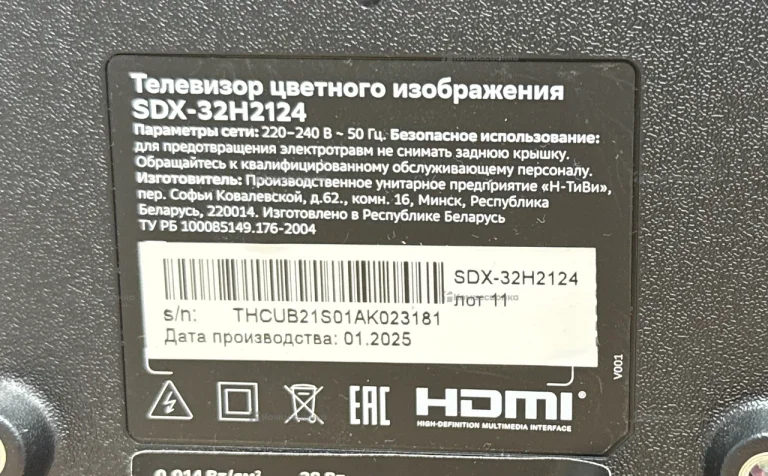 Телевизор цветного изображения
SDX-32H2124
Параметры сети: 220-240 В ~ 50 Гц. Безопасное использование:
для предотвращения электротравм не снимать заднюю крышку.
Обращайтесь к квалифицированному обслуживающему персоналу.
Изготовитель: Производственное унитарное предприятие «Н-ТиВи»,
пер. Софьи Ковалевской, д.62., комн. 16, Минск, Республика
Беларусь, 220014. Изготовлено в Республике Беларусь
ТУ РБ 100085149.176-2004
SDX-32H2124
лот 11
s/n: THCUB21S01AK023181
Дата производства: 01.2025
V001
EAC
HDMI
HIGH-DEFINITION MULTIMEDIA INTERFACE